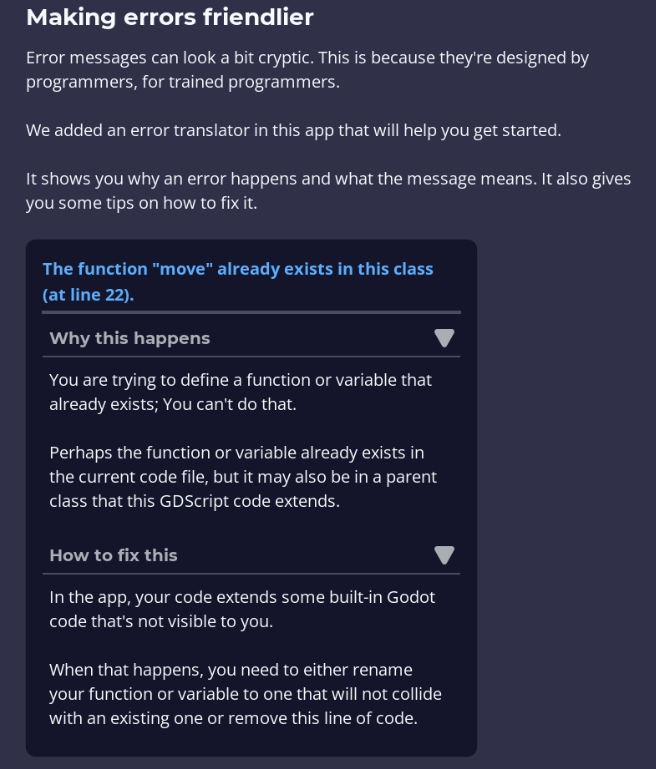 Making errors friendlier
Error messages can look a bit cryptic. This is because they're designed by
programmers, for trained programmers.
We added an error translator in this app that will help you get started.
It shows you why an error happens and what the message means. It also gives
you some tips on how to fix it.
The function "move" already exists in this class
(at line 22).
Why this happens
You are trying to define a function or variable that
already exists; You can't do that.
Perhaps the function or variable already exists in
the current code file, but it may also be in a parent
class that this GDScript code extends.
How to fix this
In the app, your code extends some built-in Godot
code that's not visible to you.
When that happens, you need to either rename
your function or variable to one that will not collide
with an existing one or remove this line of code.